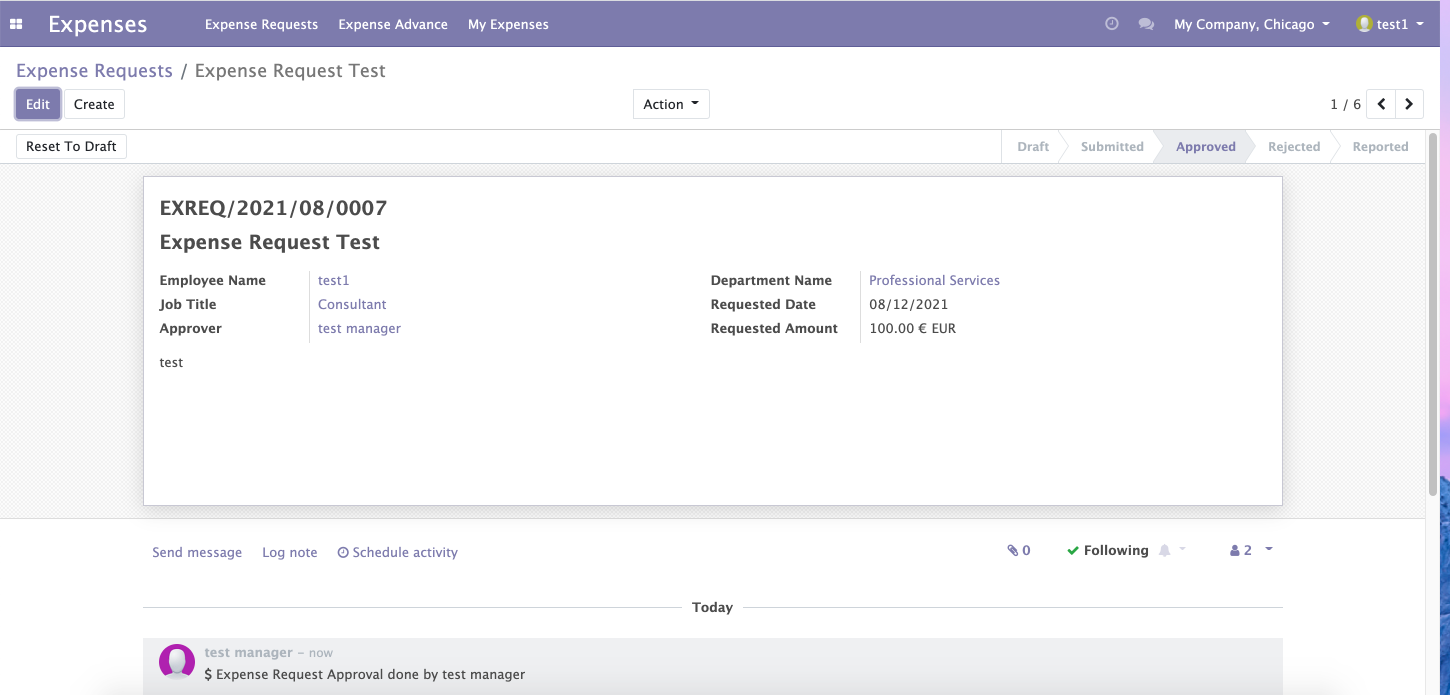 Expenses Expense Requests Expense Advance My Expenses My Company, Chicago test1
Expense Requests / Expense Request Test
Edit Create Action 1 / 6
Reset To Draft Draft Submitted Approved Rejected Reported
EXREQ/2021/08/0007
Expense Request Test
Employee Name test1 Department Name Professional Services
Job Title Consultant Requested Date 08/12/2021
Approver test manager Requested Amount 100.00 € EUR
test
Send message Log note Schedule activity 0 Following 2
Today
test manager – now
$ Expense Request Approval done by test manager